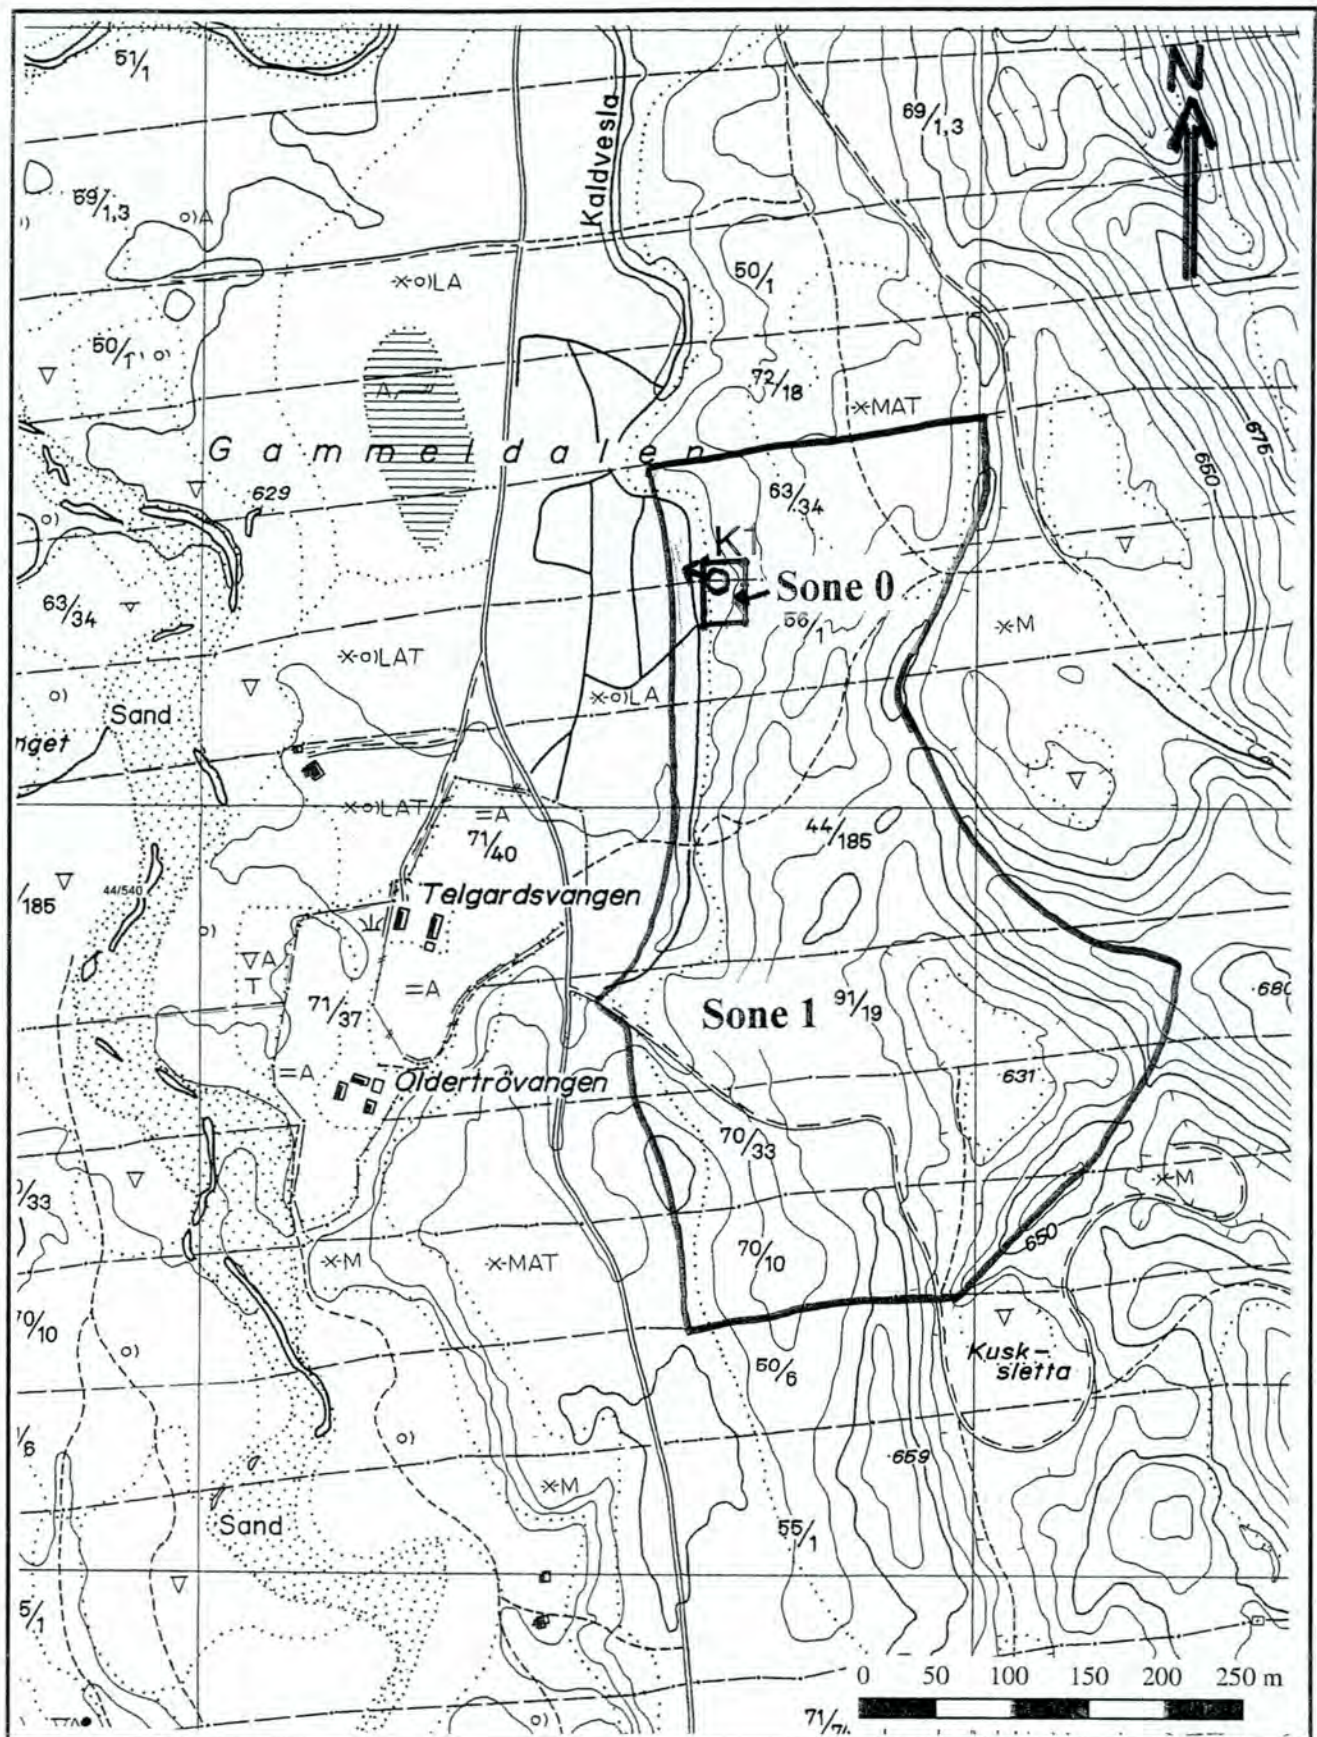 51/1
Kaldvesla
69/1,3
N
69/1,3
o)A
50/1
x-o)LA
50/1
o)
72/18
x-MAT
A
Gammeldalen
675
650
629
63/34
K1
Sone 0
63/34
56/1
x-M
x-o)LAT
x-o)LA
Sand
nget
x-o)LAT
=A
71/40
44/185
/185
44/540
Telgardsvangen
A
T
=A
71/37
Sone 1
91/19
680
=A
Oldertrövangen
631
70/33
/33
x-M
x-M
x-MAT
70/10
650
70/10
o)
50/6
Kusk-
sletta
/6
o)
659
x-M
Sand
55/1
5/1
0 50 100 150 200 250 m
o)